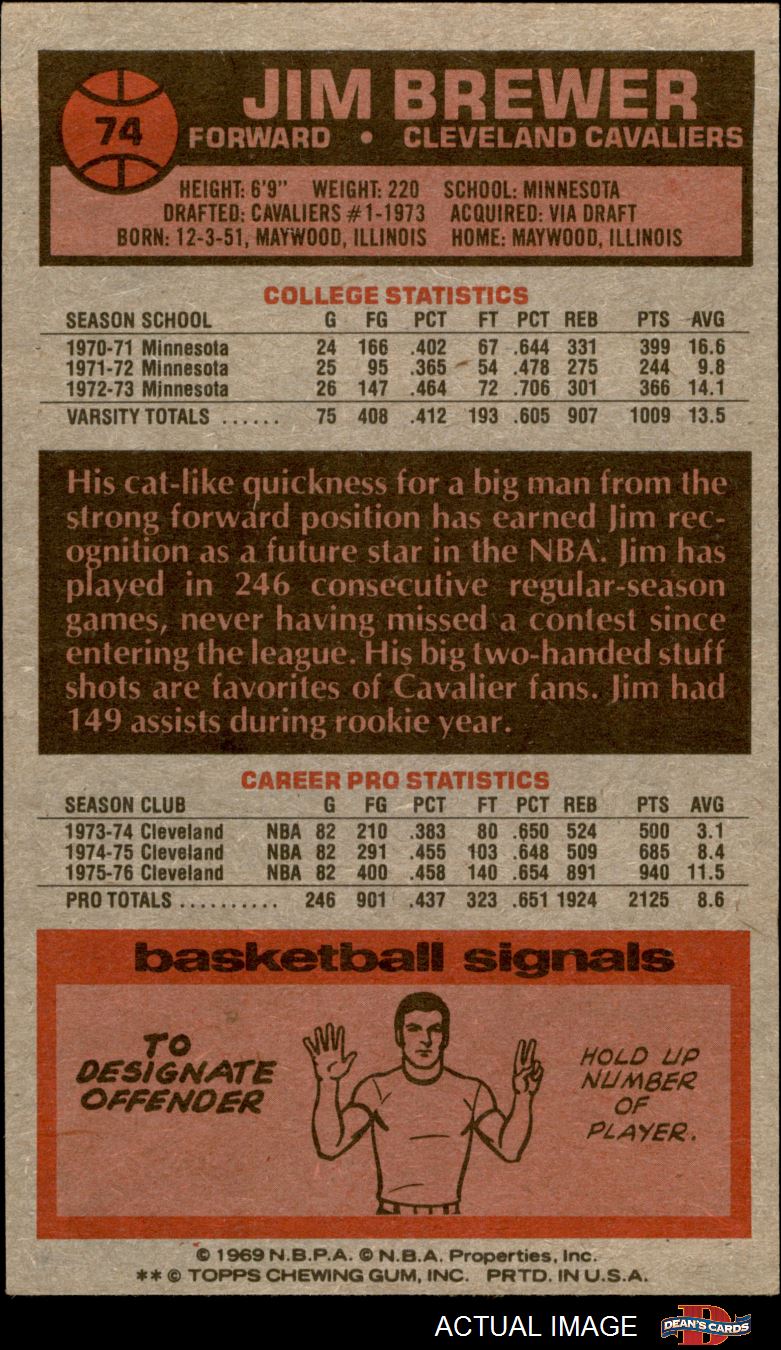 74
JIM BREWER
FORWARD • CLEVELAND CAVALIERS
HEIGHT: 6'9" WEIGHT: 220 SCHOOL: MINNESOTA
DRAFTED: CAVALIERS #1-1973 ACQUIRED: VIA DRAFT
BORN: 12-3-51, MAYWOOD, ILLINOIS HOME: MAYWOOD, ILLINOIS
COLLEGE STATISTICS
SEASON SCHOOL G FG PCT FT PCT REB PTS AVG
1970-71 Minnesota 24 166 .402 67 .644 331 399 16.6
1971-72 Minnesota 25 95 .365 54 .478 275 244 9.8
1972-73 Minnesota 26 147 .464 72 .706 301 366 14.1
VARSITY TOTALS ...... 75 408 .412 193 .605 907 1009 13.5
His cat-like quickness for a big man from the
strong forward position has earned Jim rec-
ognition as a future star in the NBA. Jim has
played in 246 consecutive regular-season
games, never having missed a contest since
entering the league. His big two-handed stuff
shots are favorites of Cavalier fans. Jim had
149 assists during rookie year.
CAREER PRO STATISTICS
SEASON CLUB G FG PCT FT PCT REB PTS AVG
1973-74 Cleveland NBA 82 210 .383 80 .650 524 500 3.1
1974-75 Cleveland NBA 82 291 .455 103 .648 509 685 8.4
1975-76 Cleveland NBA 82 400 .458 140 .654 891 940 11.5
PRO TOTALS .......... 246 901 .437 323 .651 1924 2125 8.6
basketball signals
TO
DESIGNATE
OFFENDER
HOLD UP
NUMBER
OF
PLAYER.
© 1969 N.B.P.A. © N.B.A. Properties, Inc.
** © TOPPS CHEWING GUM, INC. PRTD. IN U.S.A.
ACTUAL IMAGE
D
DEAN'S CARDS